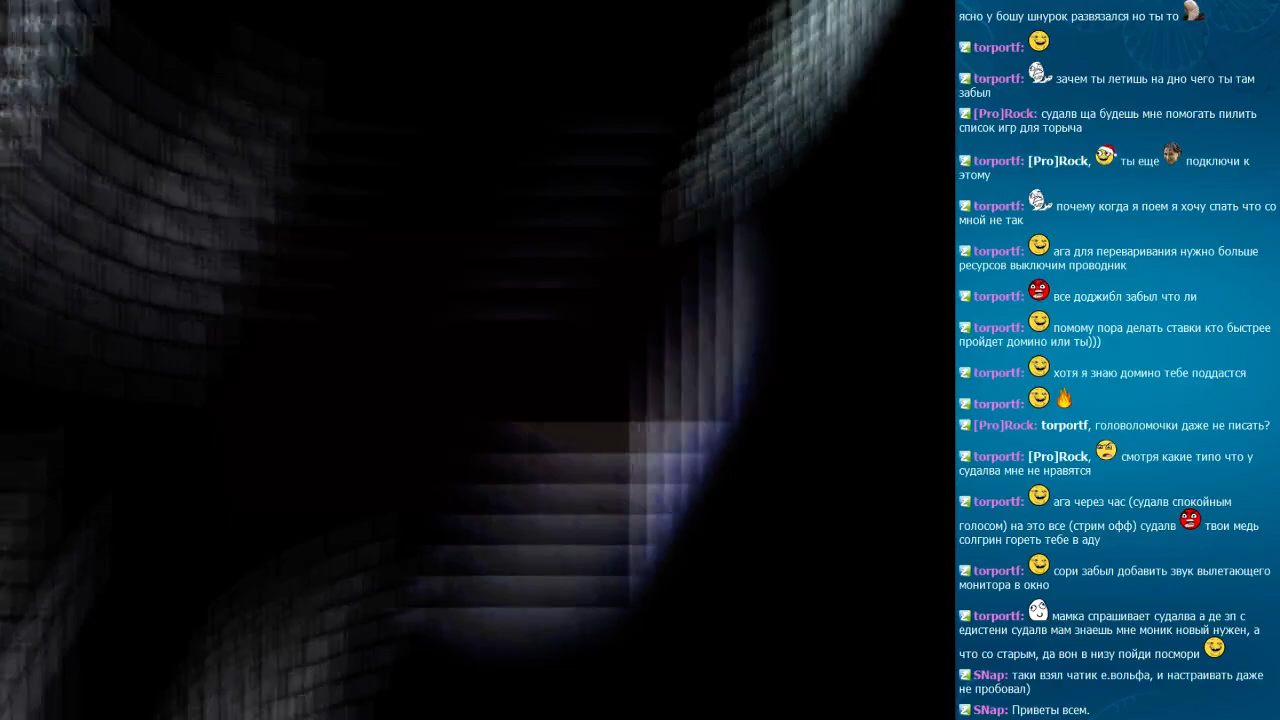 ясно у бошу шнурок развязался но ты то
torportf:
torportf: зачем ты летишь на дно чего ты там
забыл
[Pro]Rock: судалв ща будешь мне помогать пилить
список игр для торыча
torportf: [Pro]Rock, ты еще подключи к
этому
torportf: почему когда я поем я хочу спать что со
мной не так
torportf: ага для переваривания нужно больше
ресурсов выключим проводник
torportf: все доджибл забыл что ли
torportf: помому пора делать ставки кто быстрее
пройдет домино или ты)))
torportf: хотя я знаю домино тебе поддастся
torportf:
[Pro]Rock: torportf, головоломочки даже не писать?
torportf: [Pro]Rock, смотря какие типо что у
судалва мне не нравятся
torportf: ага через час (судалв спокойным
голосом) на это все (стрим офф) судалв твои медь
солгрин гореть тебе в аду
torportf: сори забыл добавить звук вылетающего
монитора в окно
torportf: мамка спрашивает судалва а де зп с
едистени судалв мам знаешь мне моник новый нужен, а
что со старым, да вон в низу пойди посмори
SNap: таки взял чатик е.вольфа, и настраивать даже
не пробовал)
SNap: Приветы всем.